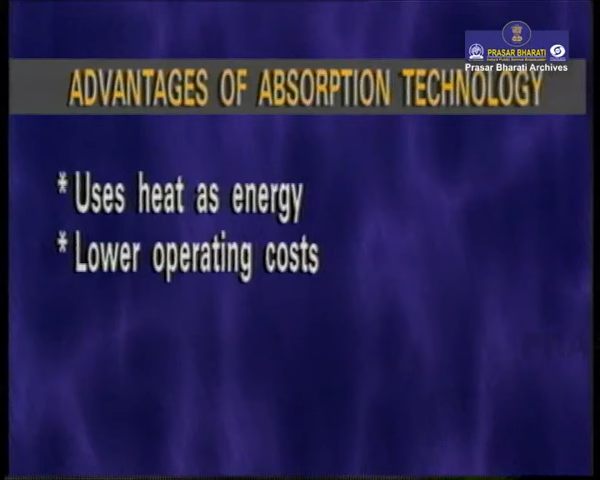 PRASAR BHARATI
Prasar Bharati Archives
ADVANTAGES OF ABSORPTION TECHNOLOGY
* Uses heat as energy
* Lower operating costs